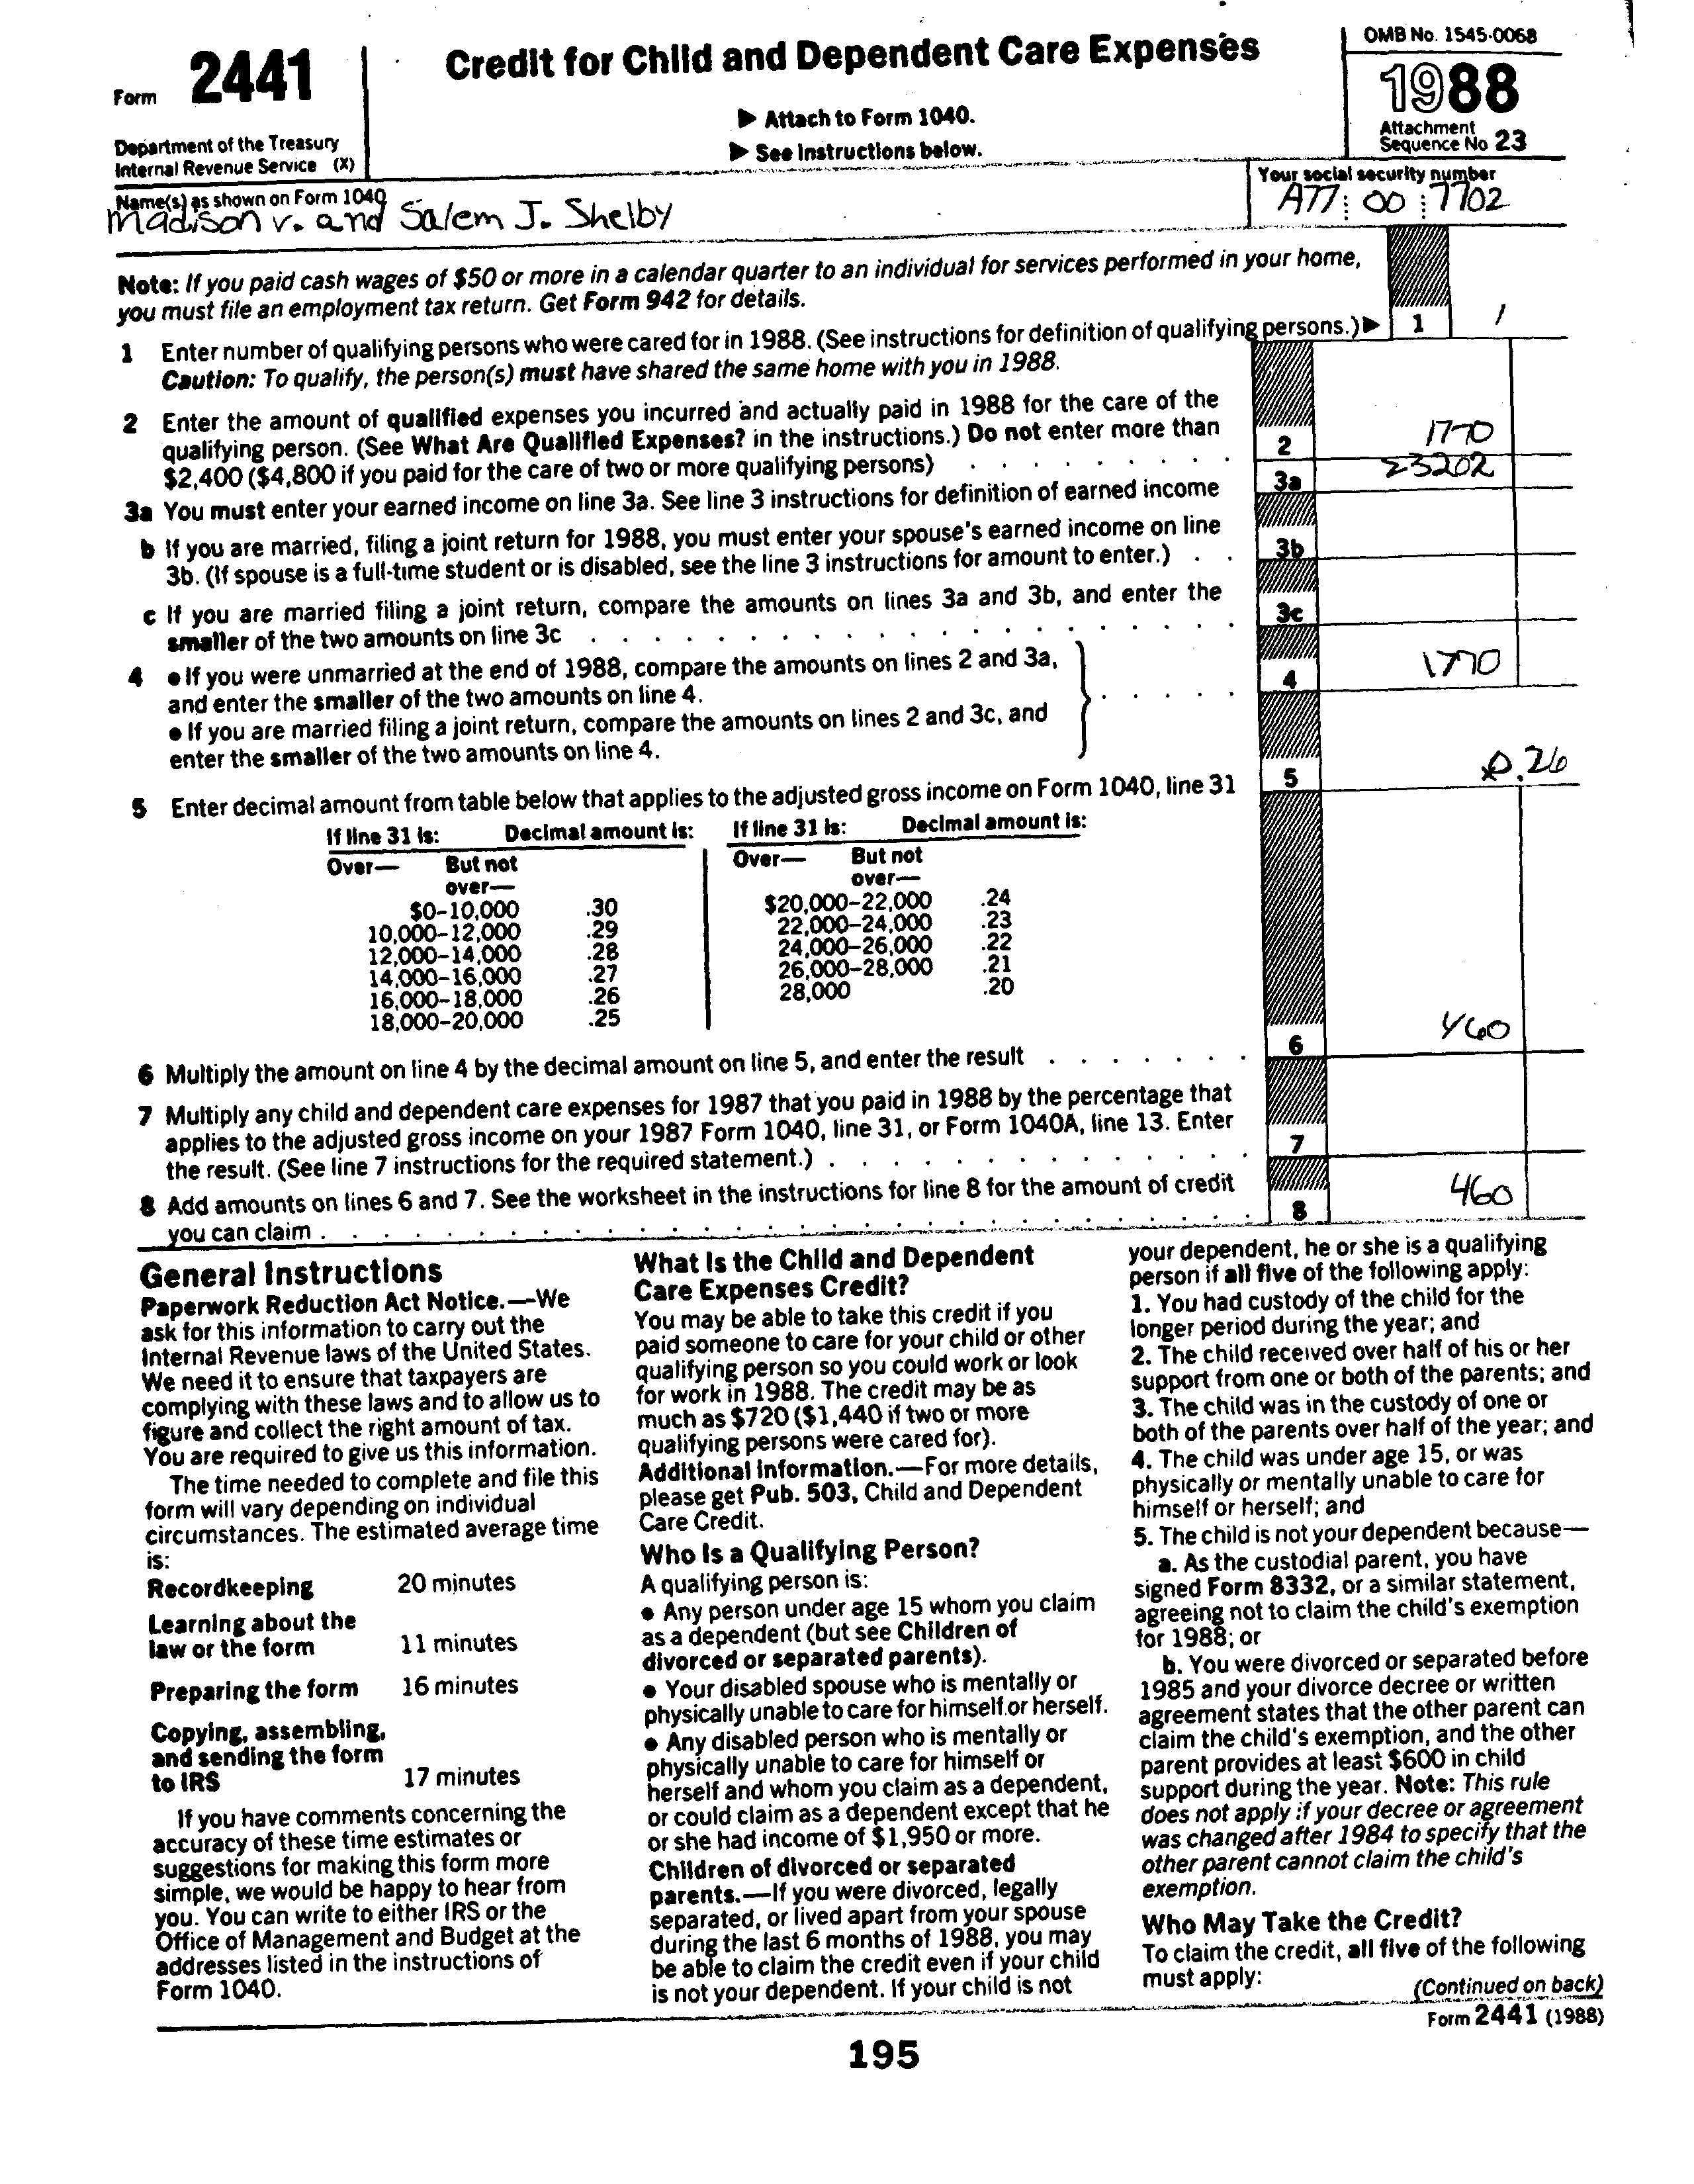 Form 2441
Department of the Treasury
Internal Revenue Service (X)
Credit for Child and Dependent Care Expenses
▶ Attach to Form 1040.
▶ See Instructions below.
OMB No. 1545-0068
1988
Attachment
Sequence No 23
Name(s) as shown on Form 1040
Madison v. and Salem J. Shelby
Your social security number
A77 : 00 : 7702
Note: If you paid cash wages of $50 or more in a calendar quarter to an individual for services performed in your home,
you must file an employment tax return. Get Form 942 for details.
1 Enter number of qualifying persons who were cared for in 1988. (See instructions for definition of qualifying persons.) ▶ 1 1
Caution: To qualify, the person(s) must have shared the same home with you in 1988.
2 Enter the amount of qualified expenses you incurred and actually paid in 1988 for the care of the
qualifying person. (See What Are Qualified Expenses? in the instructions.) Do not enter more than
$2,400 ($4,800 if you paid for the care of two or more qualifying persons) . . . . . . . . . 2 1770
3a You must enter your earned income on line 3a. See line 3 instructions for definition of earned income 3a 23202
b If you are married, filing a joint return for 1988, you must enter your spouse's earned income on line
3b. (If spouse is a full-time student or is disabled, see the line 3 instructions for amount to enter.) . . 3b
c If you are married filing a joint return, compare the amounts on lines 3a and 3b, and enter the
smaller of the two amounts on line 3c . . . . . . . . . . . . . . . . . . 3c
4 ● If you were unmarried at the end of 1988, compare the amounts on lines 2 and 3a,
and enter the smaller of the two amounts on line 4. . . . . . 4 1770
● If you are married filing a joint return, compare the amounts on lines 2 and 3c, and
enter the smaller of the two amounts on line 4.
5 Enter decimal amount from table below that applies to the adjusted gross income on Form 1040, line 31 5 0.26
If line 31 is: Decimal amount is: If line 31 is: Decimal amount is:
Over— But not over— Over— But not over—
$0–10,000 .30 $20,000–22,000 .24
10,000–12,000 .29 22,000–24,000 .23
12,000–14,000 .28 24,000–26,000 .22
14,000–16,000 .27 26,000–28,000 .21
16,000–18,000 .26 28,000 .20
18,000–20,000 .25
6 Multiply the amount on line 4 by the decimal amount on line 5, and enter the result . . . . . . . 6 460
7 Multiply any child and dependent care expenses for 1987 that you paid in 1988 by the percentage that
applies to the adjusted gross income on your 1987 Form 1040, line 31, or Form 1040A, line 13. Enter
the result. (See line 7 instructions for the required statement.) . . . . . . . . . . . . . . 7
8 Add amounts on lines 6 and 7. See the worksheet in the instructions for line 8 for the amount of credit
you can claim . . . . . . . . . . . . . . . . . . . . . . . . . 8 460
General Instructions
Paperwork Reduction Act Notice.—We
ask for this information to carry out the
Internal Revenue laws of the United States.
We need it to ensure that taxpayers are
complying with these laws and to allow us to
figure and collect the right amount of tax.
You are required to give us this information.
The time needed to complete and file this
form will vary depending on individual
circumstances. The estimated average time
is:
Recordkeeping 20 minutes
Learning about the
law or the form 11 minutes
Preparing the form 16 minutes
Copying, assembling,
and sending the form
to IRS 17 minutes
If you have comments concerning the
accuracy of these time estimates or
suggestions for making this form more
simple, we would be happy to hear from
you. You can write to either IRS or the
Office of Management and Budget at the
addresses listed in the instructions of
Form 1040.
What Is the Child and Dependent
Care Expenses Credit?
You may be able to take this credit if you
paid someone to care for your child or other
qualifying person so you could work or look
for work in 1988. The credit may be as
much as $720 ($1,440 if two or more
qualifying persons were cared for).
Additional Information.—For more details,
please get Pub. 503, Child and Dependent
Care Credit.
Who Is a Qualifying Person?
A qualifying person is:
● Any person under age 15 whom you claim
as a dependent (but see Children of
divorced or separated parents).
● Your disabled spouse who is mentally or
physically unable to care for himself or herself.
● Any disabled person who is mentally or
physically unable to care for himself or
herself and whom you claim as a dependent,
or could claim as a dependent except that he
or she had income of $1,950 or more.
Children of divorced or separated
parents.—If you were divorced, legally
separated, or lived apart from your spouse
during the last 6 months of 1988, you may
be able to claim the credit even if your child
is not your dependent. If your child is not
your dependent, he or she is a qualifying
person if all five of the following apply:
1. You had custody of the child for the
longer period during the year; and
2. The child received over half of his or her
support from one or both of the parents; and
3. The child was in the custody of one or
both of the parents over half of the year; and
4. The child was under age 15, or was
physically or mentally unable to care for
himself or herself; and
5. The child is not your dependent because—
a. As the custodial parent, you have
signed Form 8332, or a similar statement,
agreeing not to claim the child's exemption
for 1988; or
b. You were divorced or separated before
1985 and your divorce decree or written
agreement states that the other parent can
claim the child's exemption, and the other
parent provides at least $600 in child
support during the year. Note: This rule
does not apply if your decree or agreement
was changed after 1984 to specify that the
other parent cannot claim the child's
exemption.
Who May Take the Credit?
To claim the credit, all five of the following
must apply:
(Continued on back)
Form 2441 (1988)
195